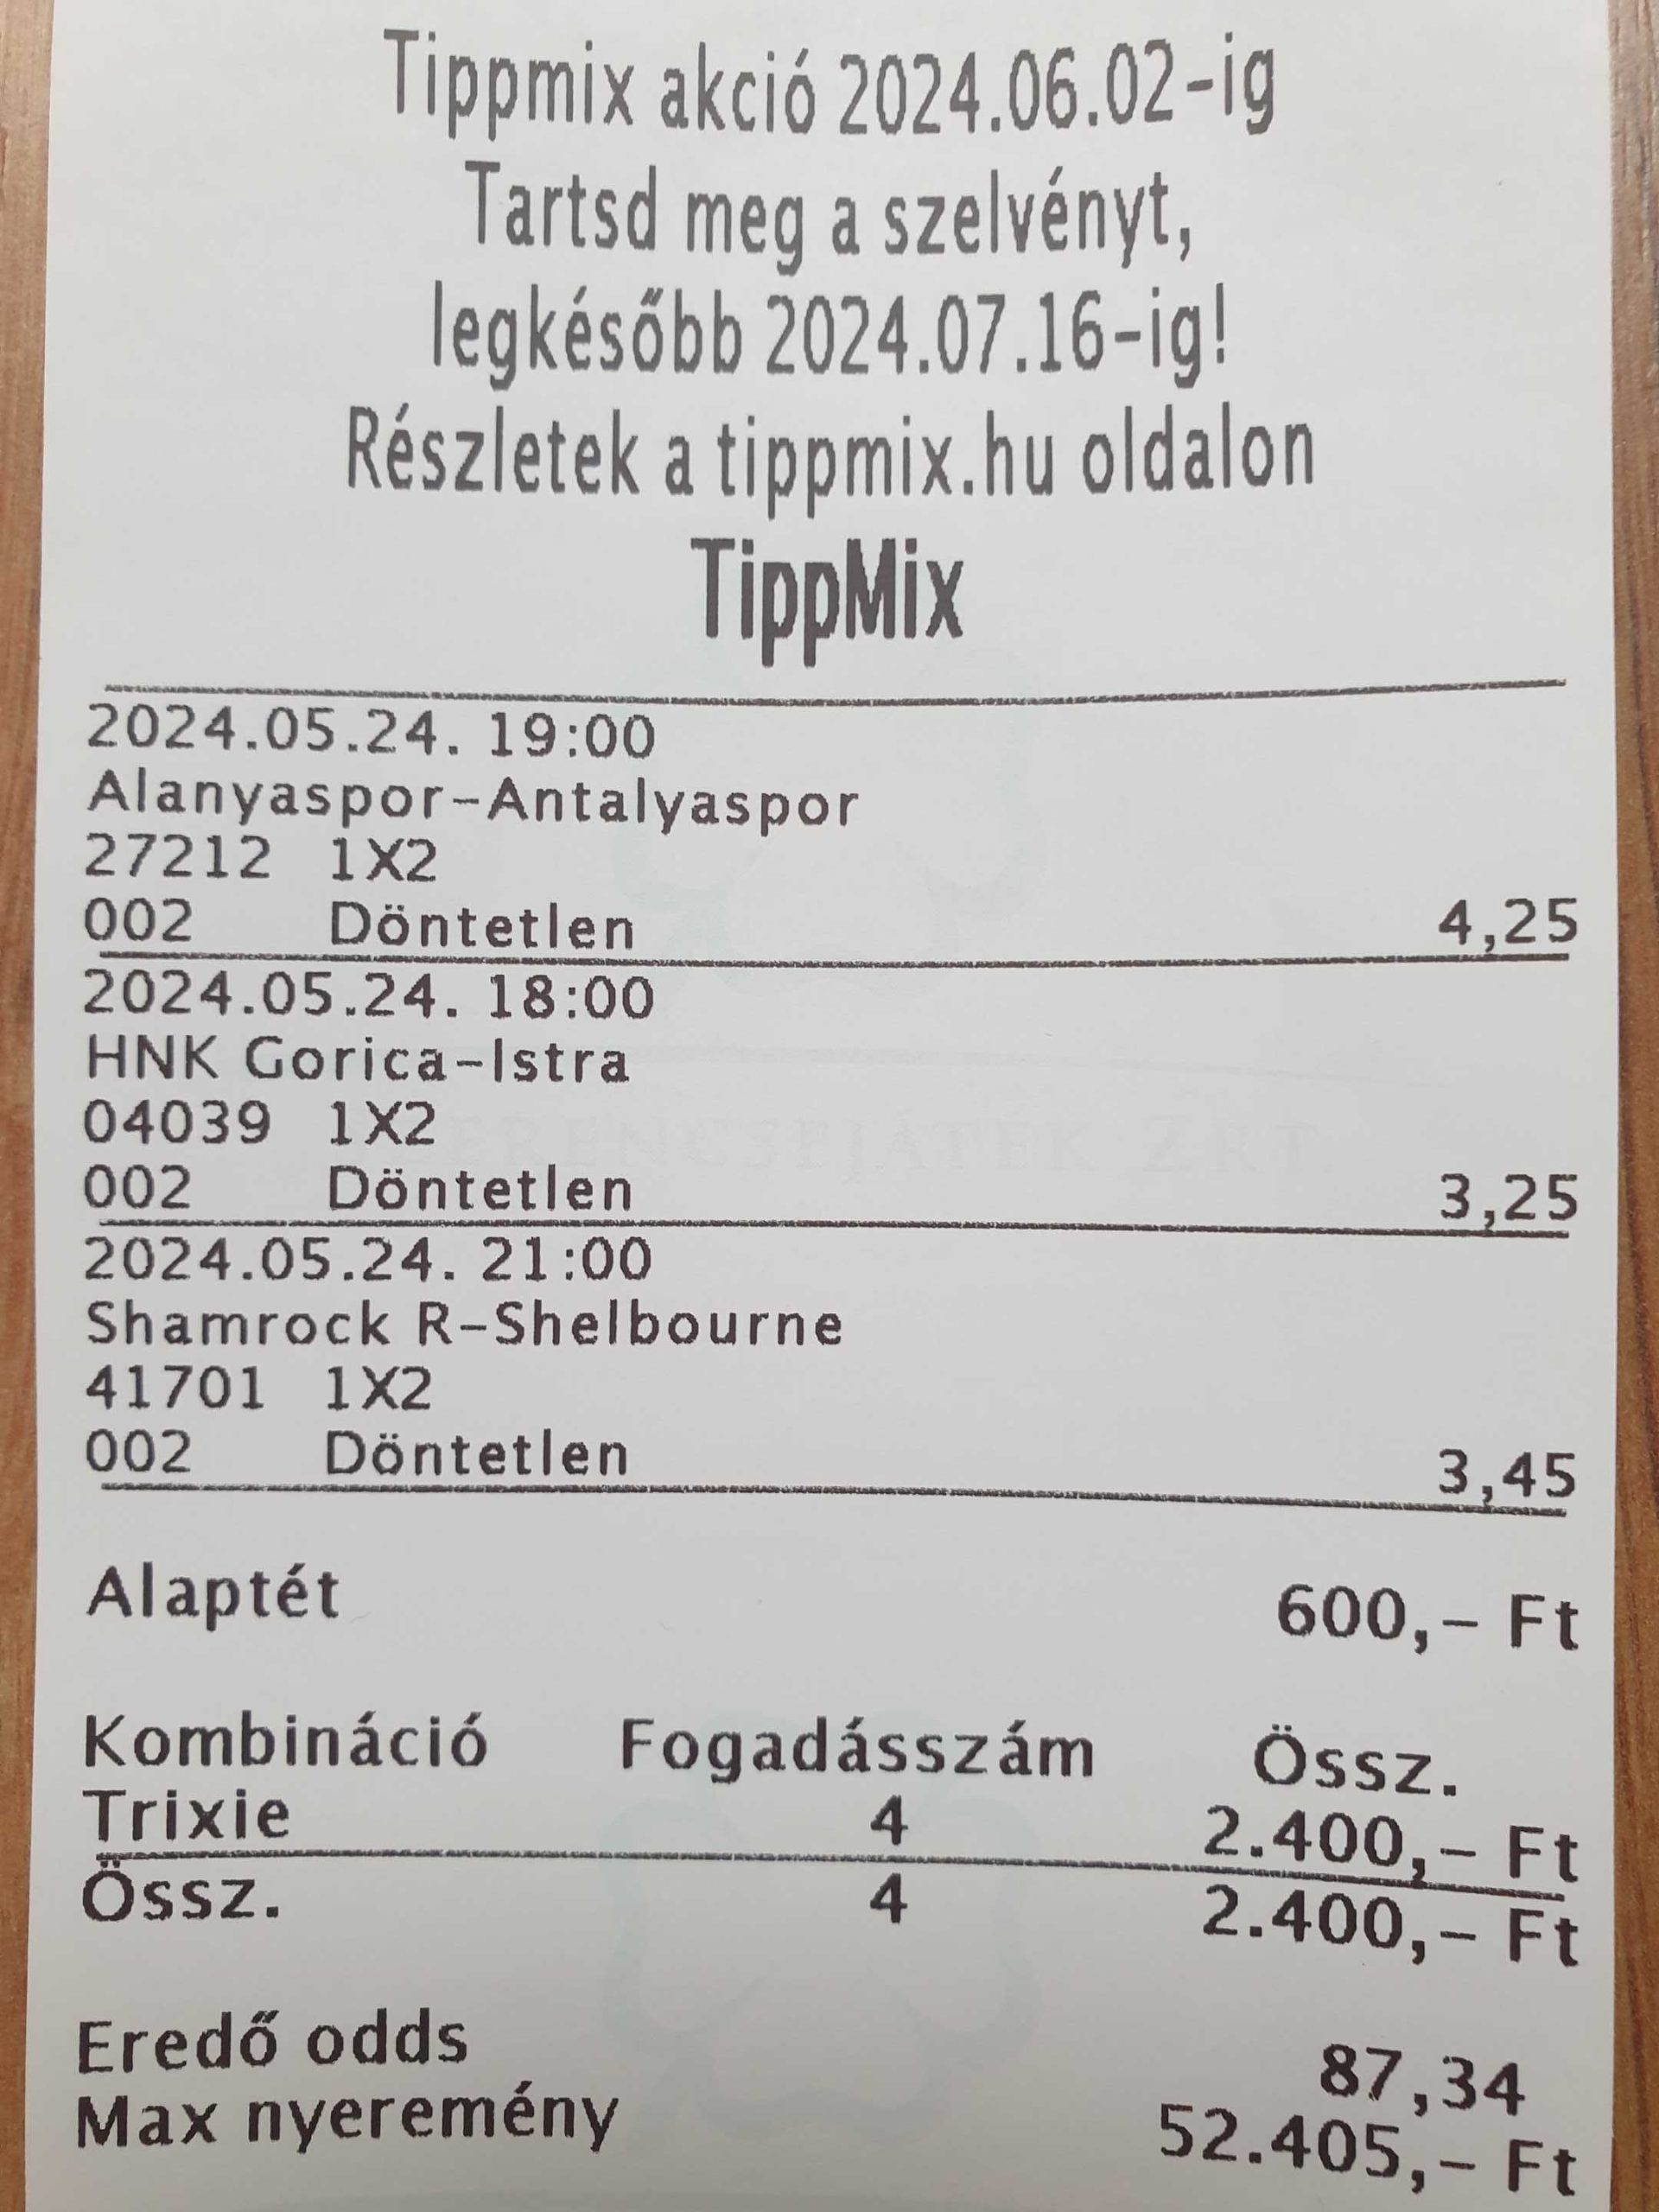 Tippmix akció 2024.06.02-ig
Tartsd meg a szelvényt,
legkésőbb 2024.07.16-ig!
Részletek a tippmix.hu oldalon
TippMix
2024.05.24. 19:00
Alanyaspor-Antalyaspor
27212 1X2
002 Döntetlen 4,25
2024.05.24. 18:00
HNK Gorica-Istra
04039 1X2
002 Döntetlen 3,25
2024.05.24. 21:00
Shamrock R-Shelbourne
41701 1X2
002 Döntetlen 3,45
Alaptét 600,- Ft
Kombináció Fogadásszám Össz.
Trixie 4 2.400,- Ft
Össz. 4 2.400,- Ft
Eredő odds 87,34
Max nyeremény 52.405,- Ft